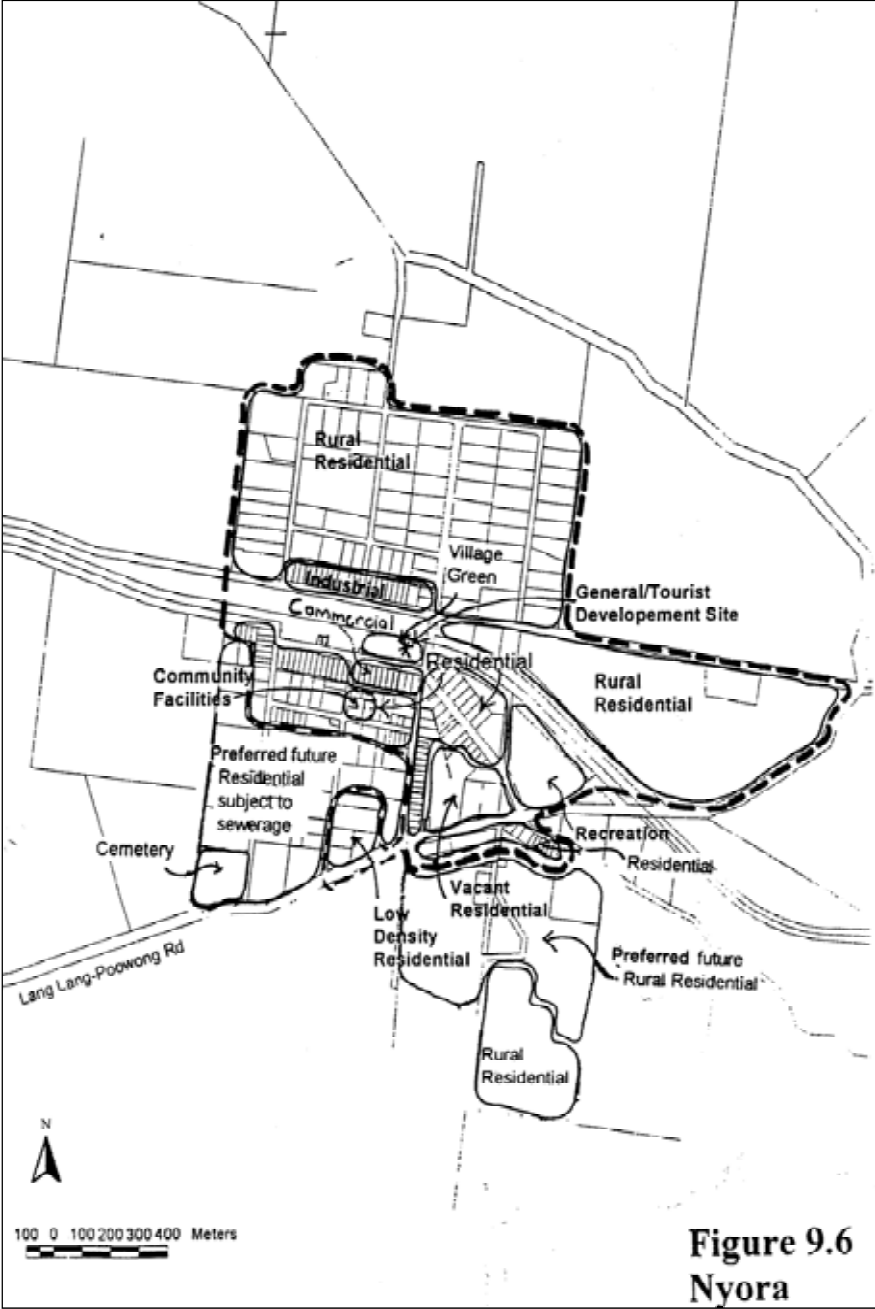 Rural
Residential
Village
Green
Industrial
General/Tourist
Developement Site
Commercial
Residential
Community
Facilities
Rural
Residential
Preferred future
Residential
subject to
sewerage
Cemetery
Recreation
Residential
Vacant
Residential
Low
Density
Residential
Preferred future
Rural Residential
Lang Lang-Poowong Rd
Rural
Residential
N
100 0 100 200 300 400 Meters
Figure 9.6
Nyora